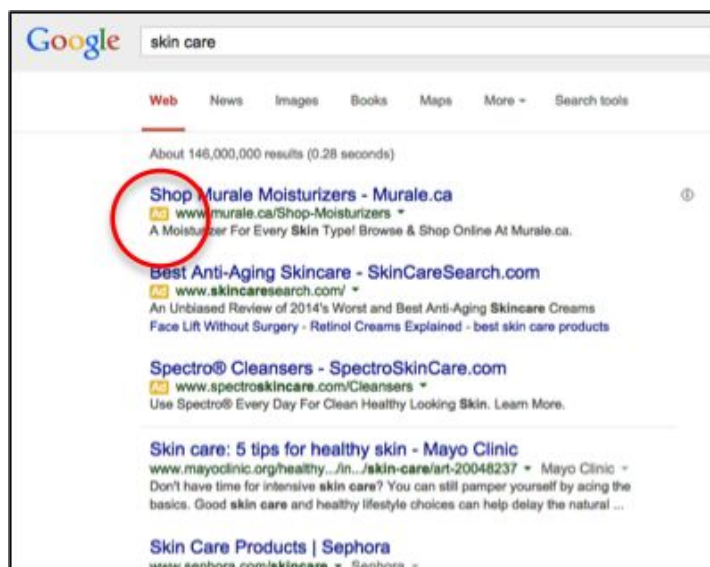 Google skin care
Web News Images Books Maps More Search tools
About 146,000,000 results (0.28 seconds)
Shop Murale Moisturizers - Murale.ca
Ad www.murale.ca/Shop-Moisturizers
A Moisturizer For Every Skin Type! Browse & Shop Online At Murale.ca.
Best Anti-Aging Skincare - SkinCareSearch.com
Ad www.skincaresearch.com/
An Unbiased Review of 2014's Worst and Best Anti-Aging Skincare Creams
Face Lift Without Surgery - Retinol Creams Explained - best skin care products
Spectro® Cleansers - SpectroSkinCare.com
Ad www.spectroskincare.com/Cleansers
Use Spectro® Every Day For Clean Healthy Looking Skin. Learn More.
Skin care: 5 tips for healthy skin - Mayo Clinic
www.mayoclinic.org/healthy.../in.../skin-care/art-20048237 Mayo Clinic
Don't have time for intensive skin care? You can still pamper yourself by acing the
basics. Good skin care and healthy lifestyle choices can help delay the natural ...
Skin Care Products | Sephora
www.sephora.com/skincare Sephora